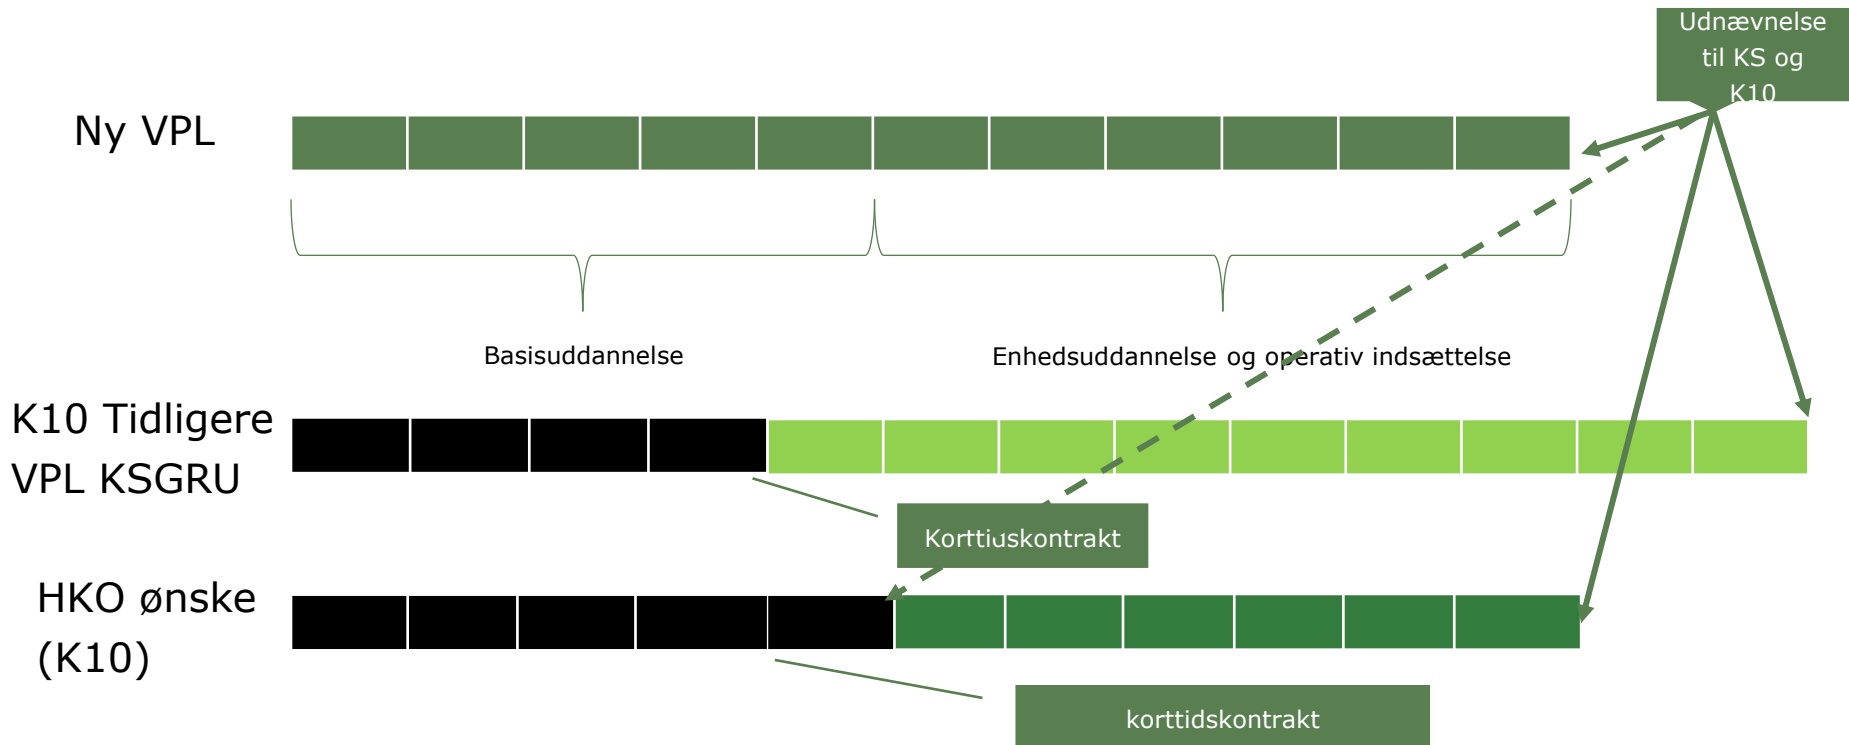 Udnævnelse
til KS og
K10
Ny VPL
Basisuddannelse
Enhedsuddannelse og operativ indsættelse
K10 Tidligere
VPL KSGRU
Korttidskontrakt
HKO ønske
(K10)
korttidskontrakt